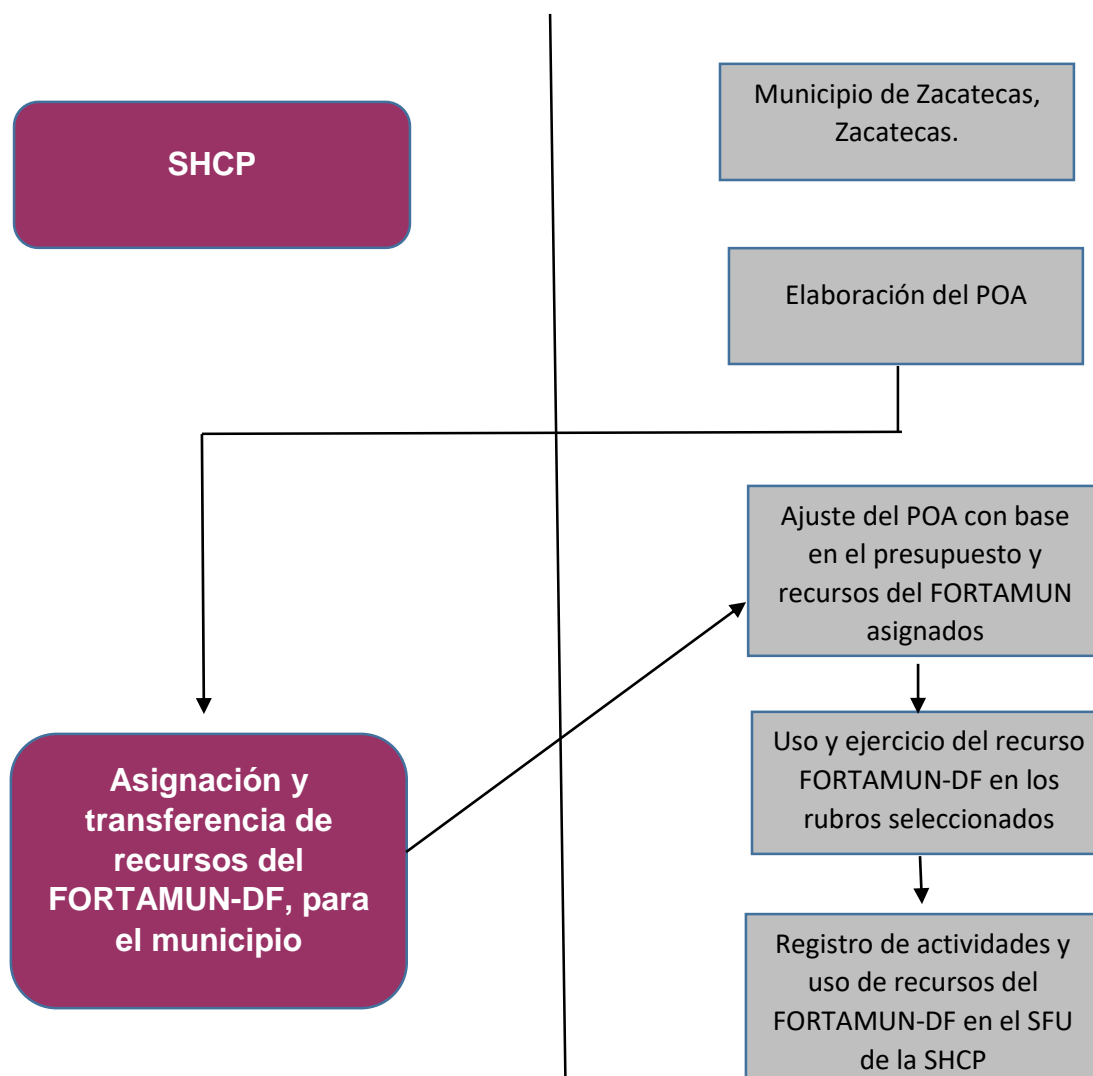 SHCP
Municipio de Zacatecas,
Zacatecas.
Elaboración del POA
Ajuste del POA con base
en el presupuesto y
recursos del FORTAMUN
asignados
Asignación y
transferencia de
recursos del
FORTAMUN-DF, para
el municipio
Uso y ejercicio del recurso
FORTAMUN-DF en los
rubros seleccionados
Registro de actividades y
uso de recursos del
FORTAMUN-DF en el SFU
de la SHCP